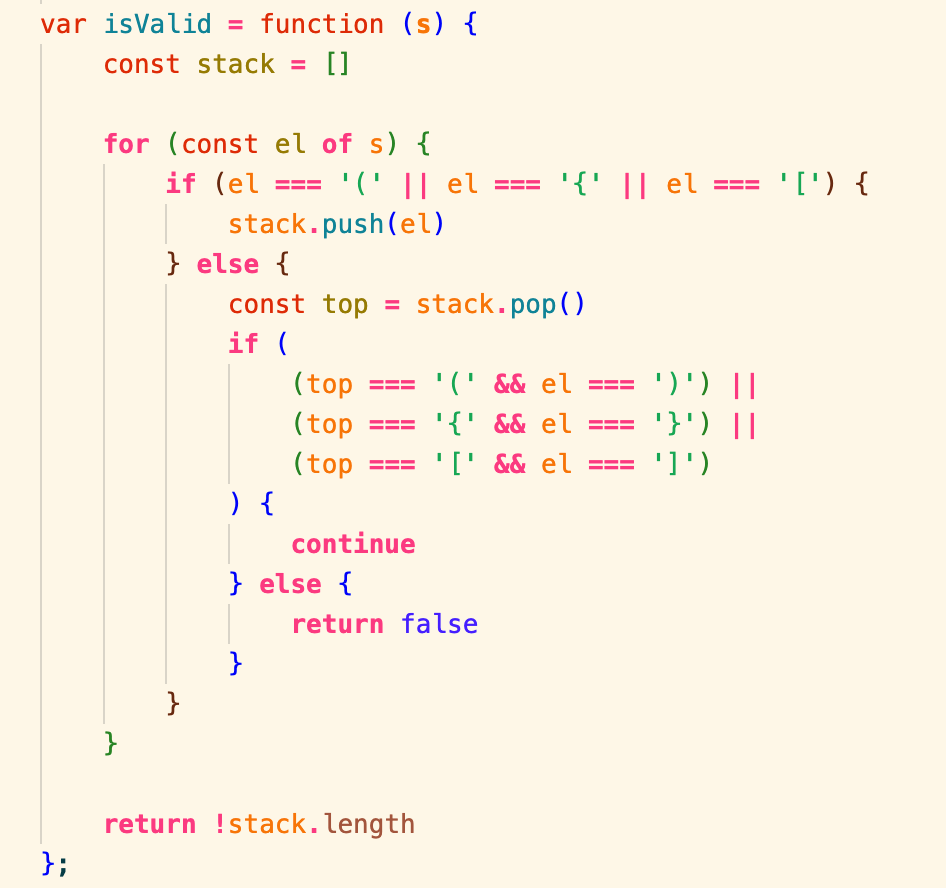 var isValid = function (s) {
    const stack = []

    for (const el of s) {
        if (el === '(' || el === '{' || el === '[') {
            stack.push(el)
        } else {
            const top = stack.pop()
            if (
                (top === '(' && el === ')') ||
                (top === '{' && el === '}') ||
                (top === '[' && el === ']')
            ) {
                continue
            } else {
                return false
            }
        }
    }

    return !stack.length
};